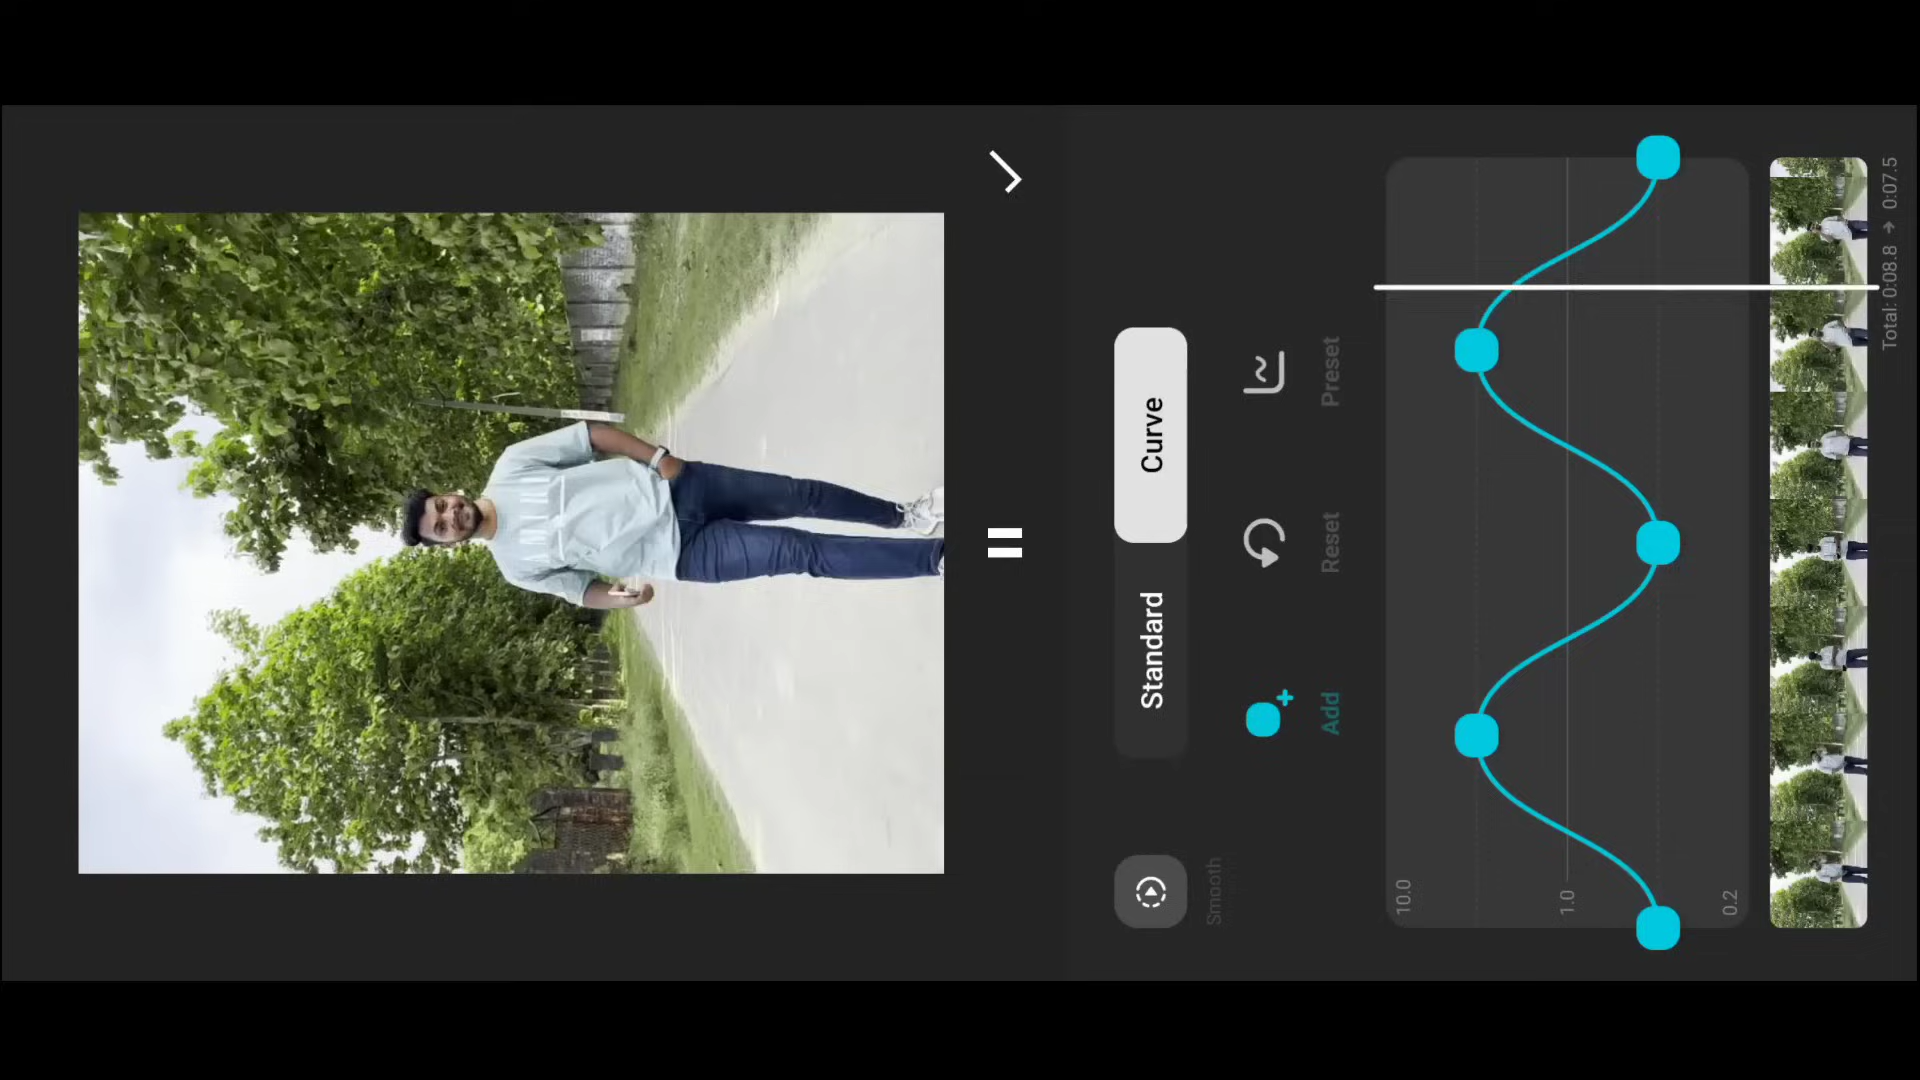 Smooth
Standard
Curve
Add
Reset
Preset
10.0
1.0
0.2
Total: 0:08.8 → 0:07.5